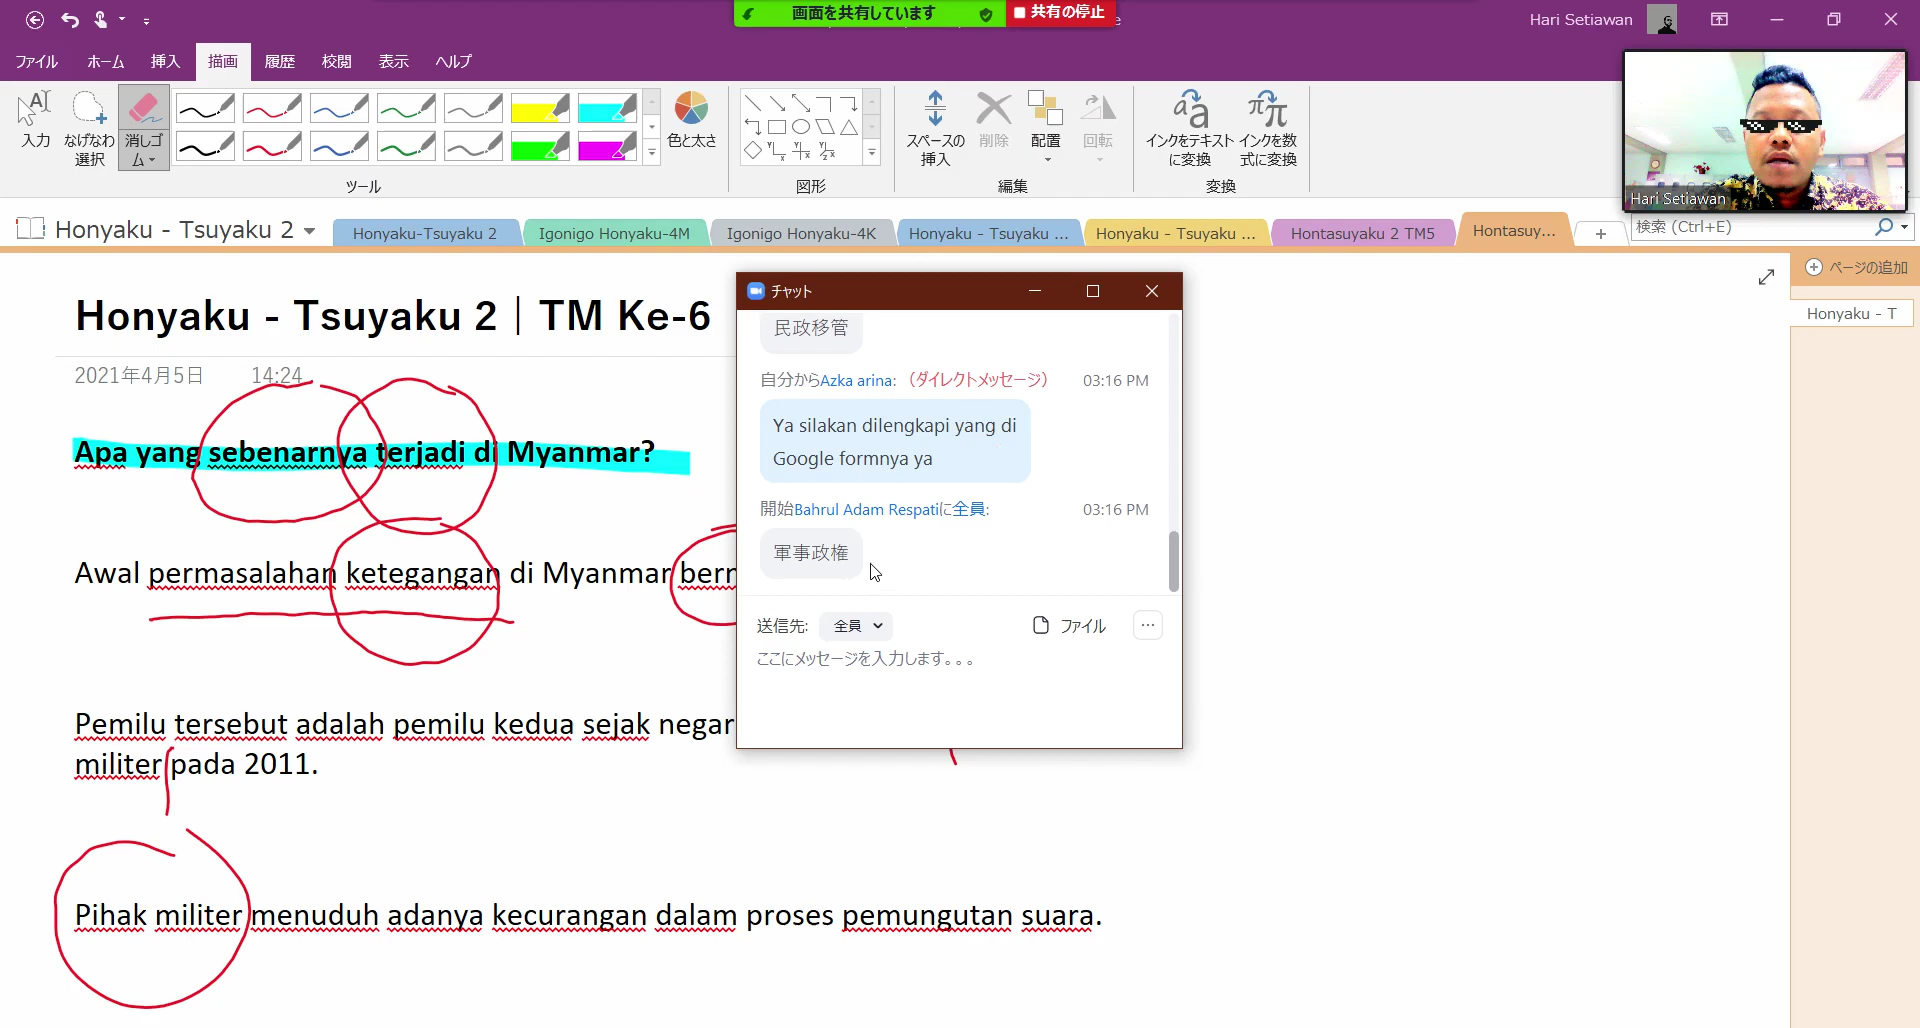 画面を共有しています
共有の停止
Hari Setiawan
ファイル
ホーム
挿入
描画
履歴
校閲
表示
ヘルプ
入力
なげなわ
選択
消しゴ
ム
色と太さ
スペースの
挿入
削除
配置
回転
インクをテキスト
に変換
インクを数
式に変換
ツール
図形
編集
変換
Hari Setiawan
Honyaku - Tsuyaku 2
Honyaku-Tsuyaku 2
Igonigo Honyaku-4M
Igonigo Honyaku-4K
Honyaku - Tsuyaku ...
Honyaku - Tsuyaku ...
Hontasuyaku 2 TM5
Hontasuy...
検索 (Ctrl+E)
ページの追加
Honyaku - T
Honyaku - Tsuyaku 2 | TM Ke-6
2021年4月5日
14:24
Apa yang sebenarnya terjadi di Myanmar?
Awal permasalahan ketegangan di Myanmar bern
Pemilu tersebut adalah pemilu kedua sejak negar
militer pada 2011.
Pihak militer menuduh adanya kecurangan dalam proses pemungutan suara.
チャット
民政移管
自分からAzka arina: （ダイレクトメッセージ） 03:16 PM
Ya silakan dilengkapi yang di
Google formnya ya
開始Bahrul Adam Respatiに全員: 03:16 PM
軍事政権
送信先: 全員
ファイル
ここにメッセージを入力します。。。